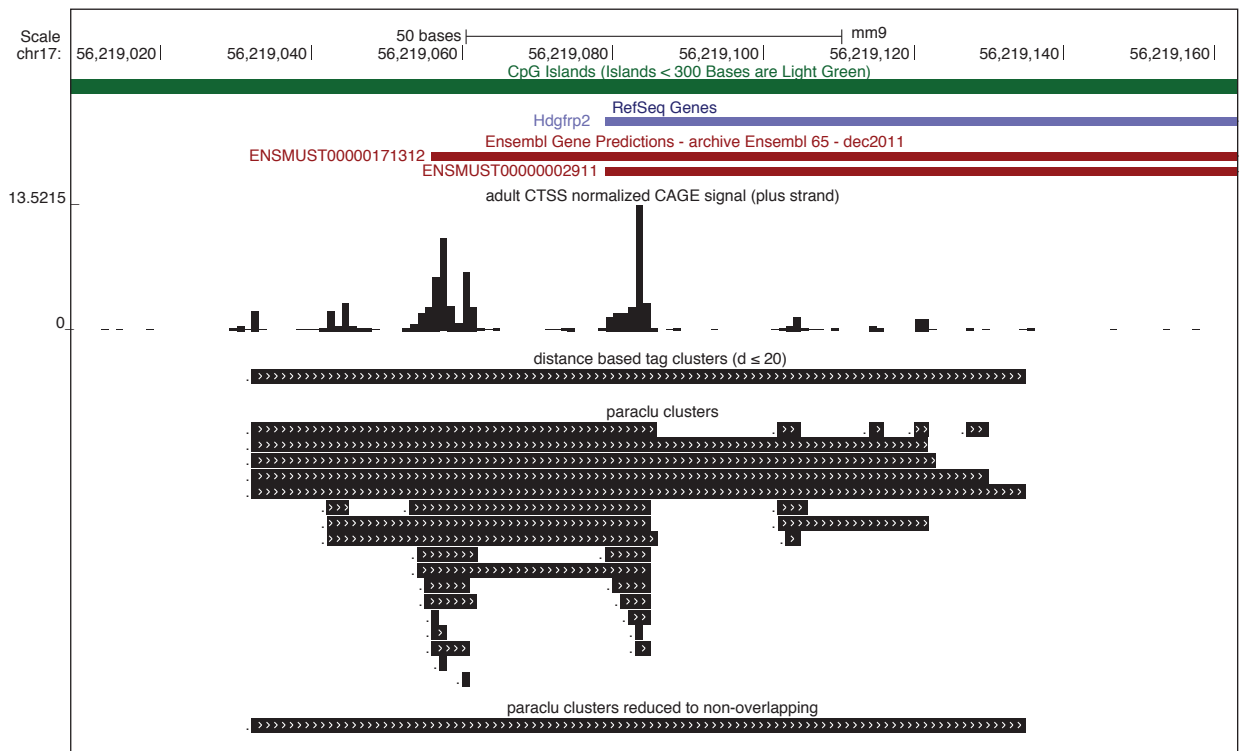 Scale 50 bases mm9
chr17: 56,219,020 56,219,040 56,219,060 56,219,080 56,219,100 56,219,120 56,219,140 56,219,160
CpG Islands (Islands < 300 Bases are Light Green)
RefSeq Genes
Hdgfrp2
Ensembl Gene Predictions - archive Ensembl 65 - dec2011
ENSMUST00000171312
ENSMUST00000002911
adult CTSS normalized CAGE signal (plus strand)
13.5215
0
distance based tag clusters (d ≤ 20)
paraclu clusters
paraclu clusters reduced to non-overlapping